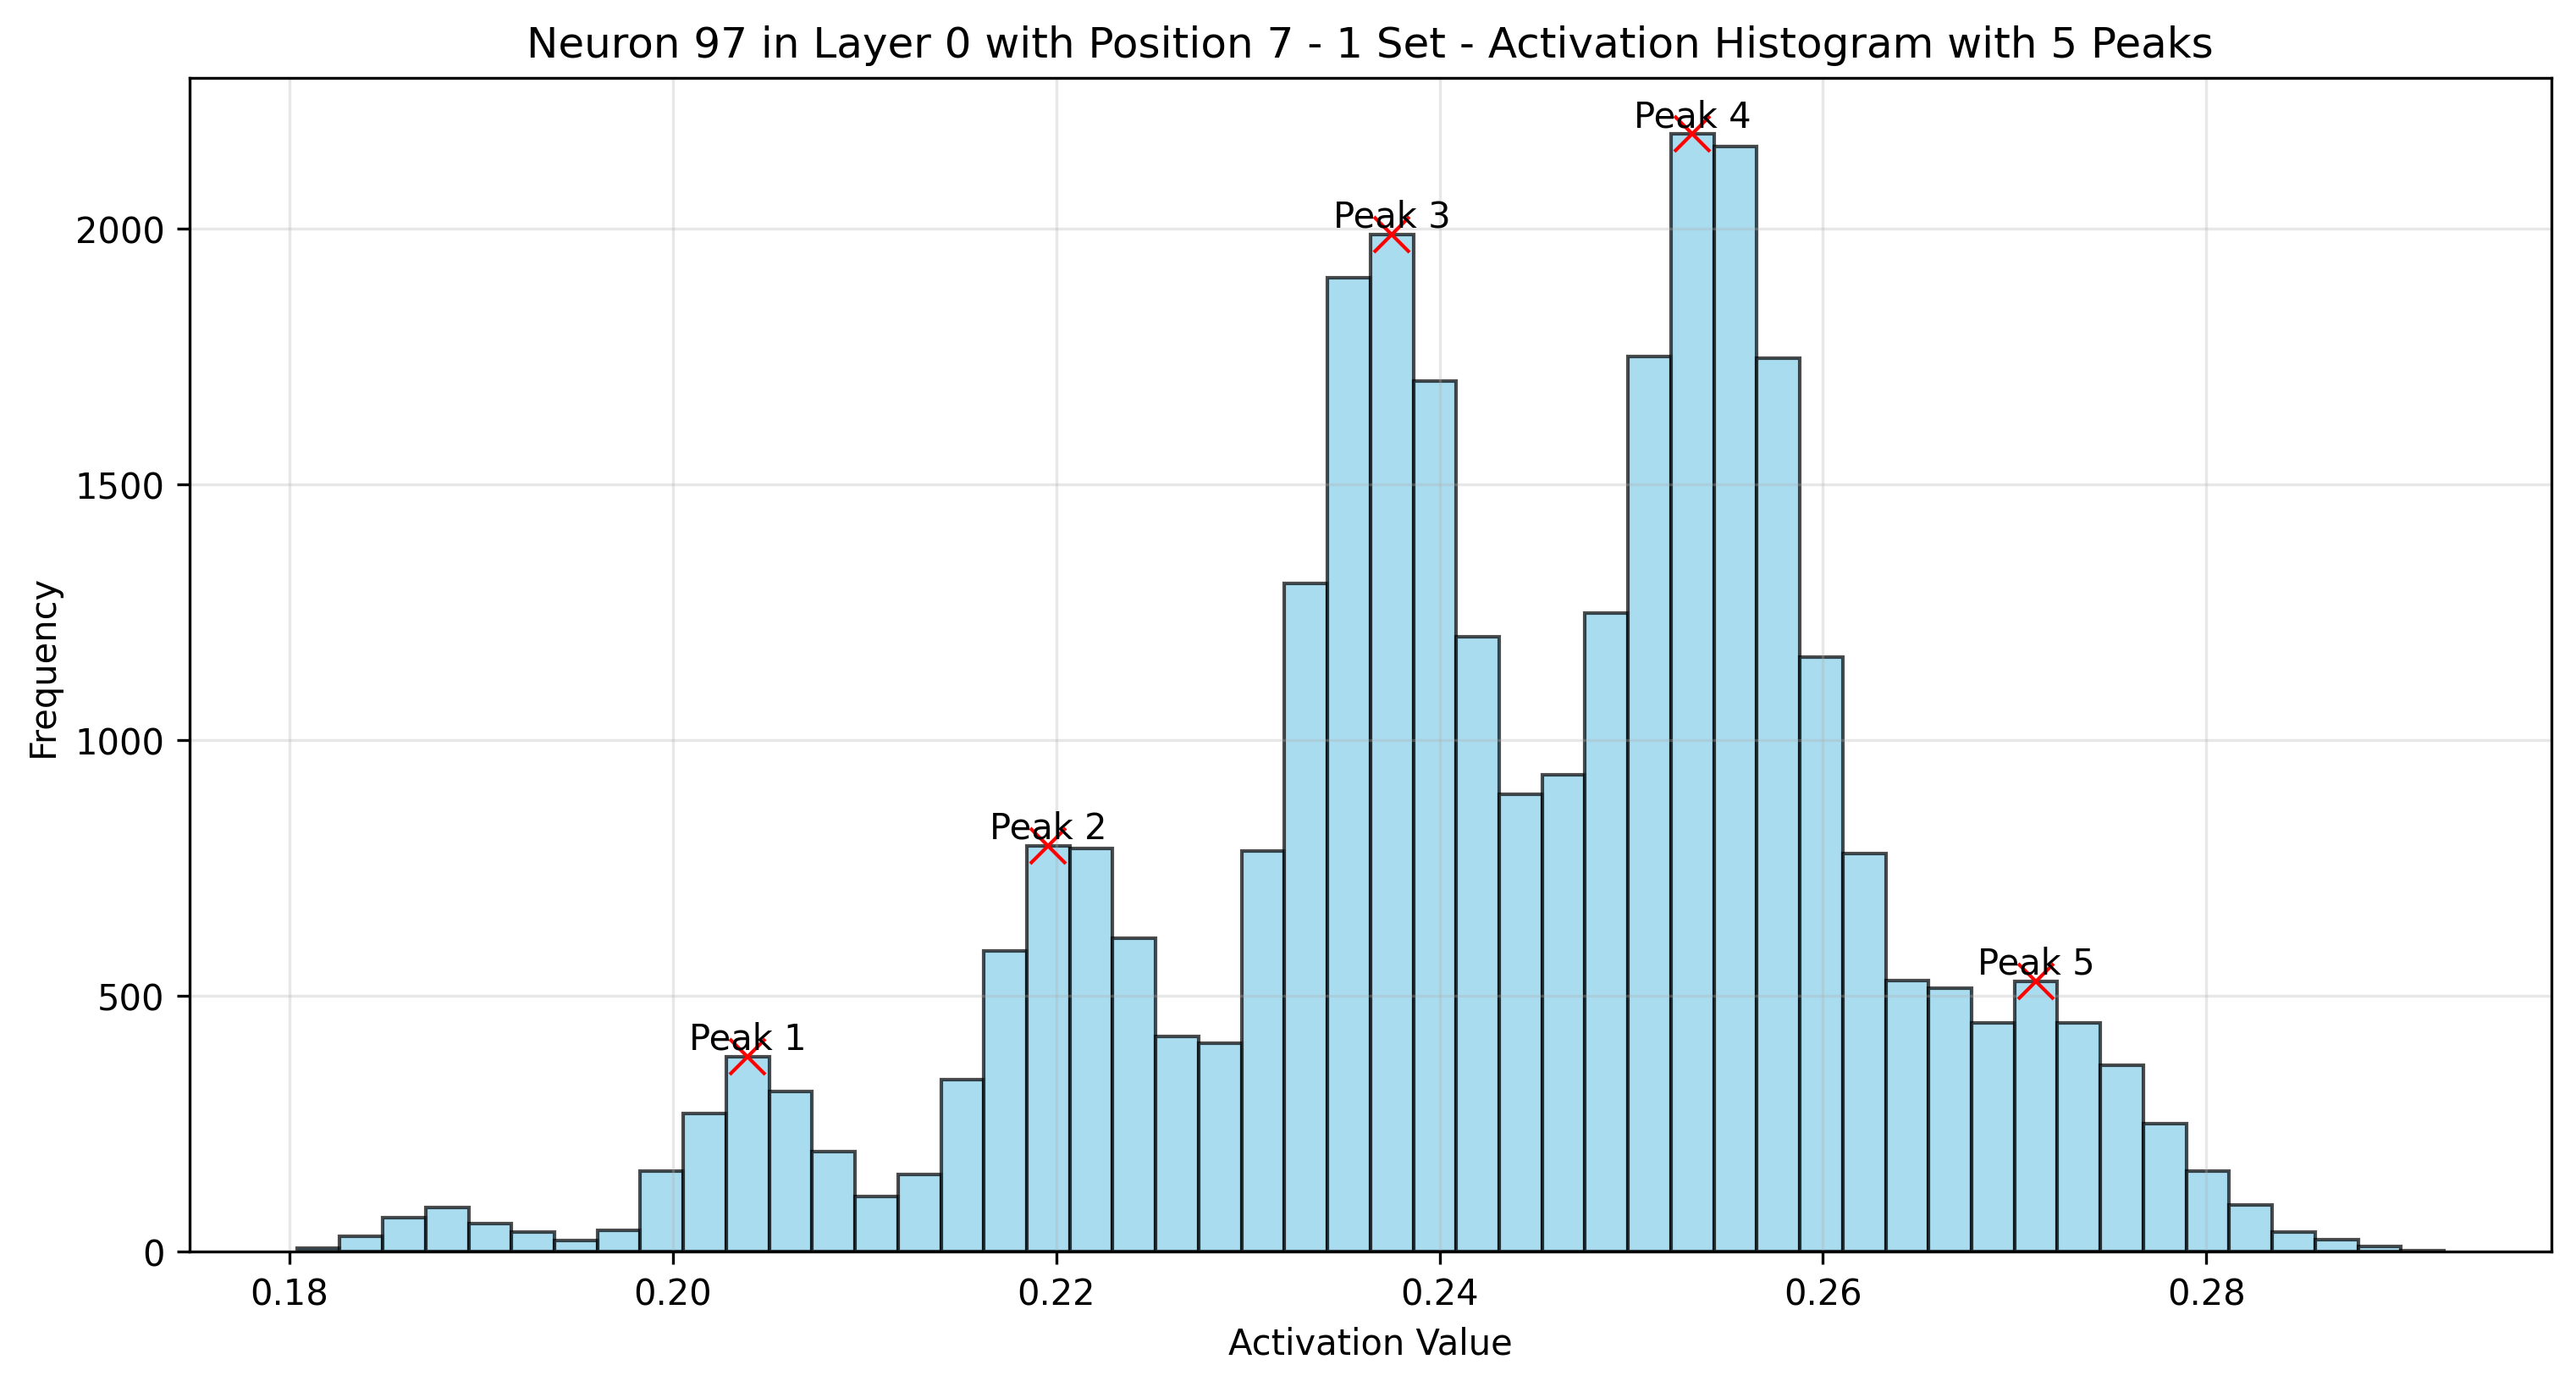 Neuron 97 in Layer 0 with Position 7 - 1 Set - Activation Histogram with 5 Peaks
Peak 4
Peak 3
2000
1500
Frequency
1000
Peak 2
Peak 5
500
Peak 1
0
0.18 0.20 0.22 0.24 0.26 0.28
Activation Value